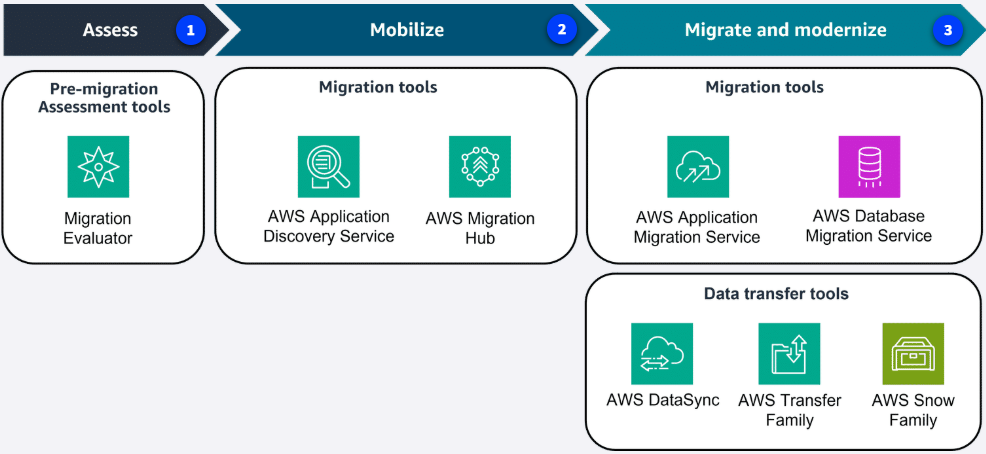 Assess 1
Mobilize 2
Migrate and modernize 3
Pre-migration
Assessment tools
Migration
Evaluator
Migration tools
AWS Application
Discovery Service
AWS Migration
Hub
Migration tools
AWS Application
Migration Service
AWS Database
Migration Service
Data transfer tools
AWS DataSync
AWS Transfer
Family
AWS Snow
Family